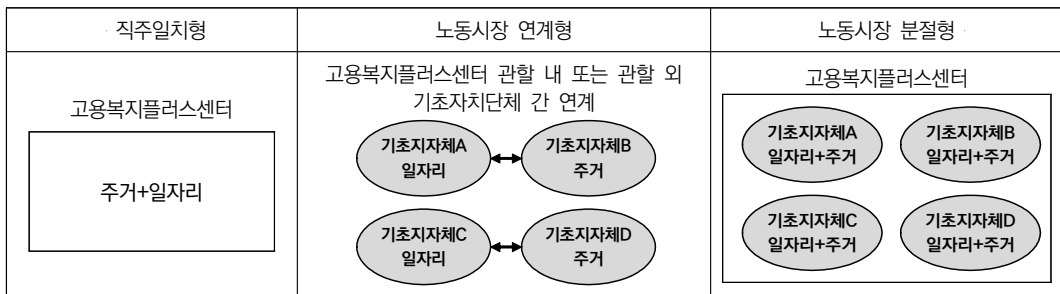 직주일치형
노동시장 연계형
노동시장 분절형
고용복지플러스센터
주거+일자리
고용복지플러스센터 관할 내 또는 관할 외
기초자치단체 간 연계
기초지자체A
일자리
기초지자체B
주거
기초지자체C
일자리
기초지자체D
주거
고용복지플러스센터
기초지자체A
일자리+주거
기초지자체B
일자리+주거
기초지자체C
일자리+주거
기초지자체D
일자리+주거